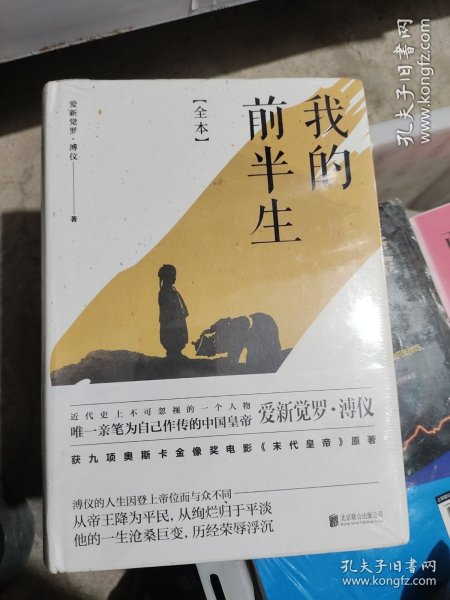 孔夫子旧书网
www.kongfz.com
我的
前半生
【全本】
爱新觉罗·溥仪
著
近代史上不可忽视的一个人物
唯一亲笔为自己作传的中国皇帝
爱新觉罗·溥仪
获九项奥斯卡金像奖电影《末代皇帝》原著
溥仪的人生因登上帝位而与众不同
从帝王降为平民，从绚烂归于平淡
他的一生沧桑巨变，历经荣辱浮沉
北京联合出版公司
孔夫子旧书网
www.kongfz.com